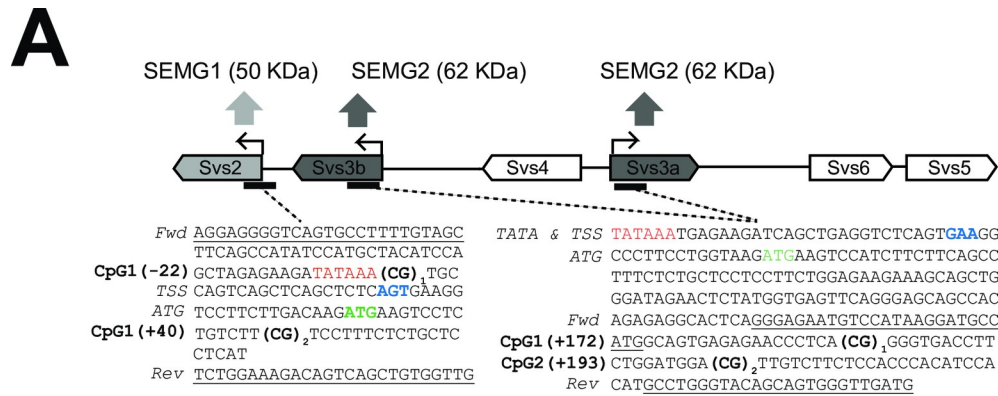 A
SEMG1 (50 KDa) SEMG2 (62 KDa) SEMG2 (62 KDa)
Svs2 Svs3b Svs4 Svs3a Svs6 Svs5
Fwd AGGAGGGGTCAGTGCCTTTTGTAGC
TTCAGCCATATCCATGCTACATCCA
CpG1(-22) GCTAGAGAAGATATAAA(CG)1TGC
TSS CAGTCAGCTCAGCTCTCAGTGAAGG
ATG TCCTTCTTGACAAGATGAAGTCCTC
CpG1(+40) TGTCTT(CG)2TCCTTTCTCTGCTC
CTCAT
Rev TCTGGAAAGACAGTCAGCTGTGGTTG
TATA & TSS TATAAATGAGAAGATCAGCTGAGGTCTCAGTGAAGG
ATG CCCTTCCTGGTAAGATGAAGTCCATCTTCTTCAGCC
TTTCTCTGCTCCTCCTTCTGGAGAAGAAAGCAGCTG
GGATAGAACTCTATGGTGAGTTCAGGGAGCAGCCAC
Fwd AGAGAGGCACTCAGGGAGAATGTCCATAAGGATGCC
CpG1(+172) ATGGCAGTGAGAGAACCCTCA(CG)1GGGTGACCTT
CpG2(+193) CTGGATGGA(CG)2TTGTCTTCTCCACCCACATCCA
Rev CATGCCTGGGTACAGCAGTGGGTTGATG